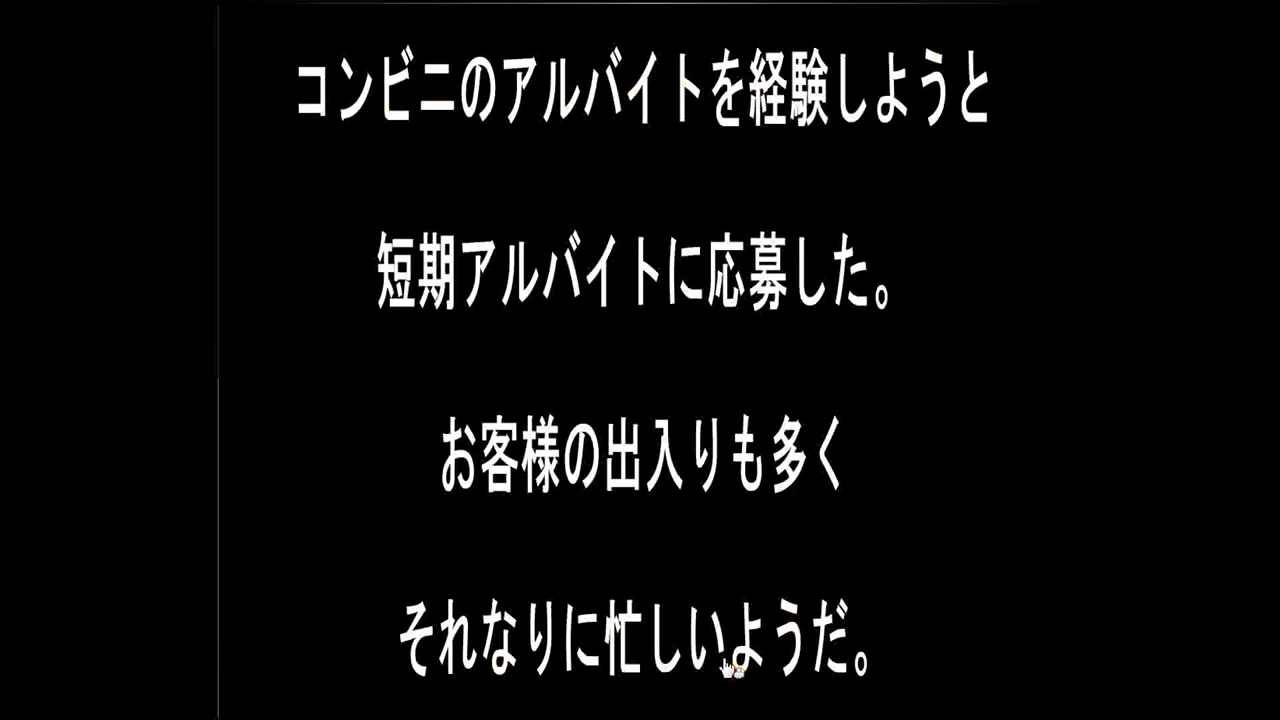 コンビニのアルバイトを経験しようと
短期アルバイトに応募した。
お客様の出入りも多く
それなりに忙しいようだ。